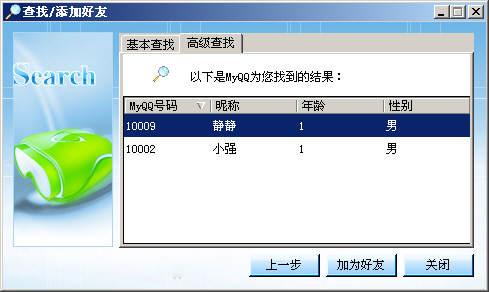 查找/添加好友
Search
基本查找 高级查找
以下是MyQQ为您找到的结果：
MyQQ号码 昵称 年龄 性别
10009 静静 1 男
10002 小强 1 男
上一步 加为好友 关闭